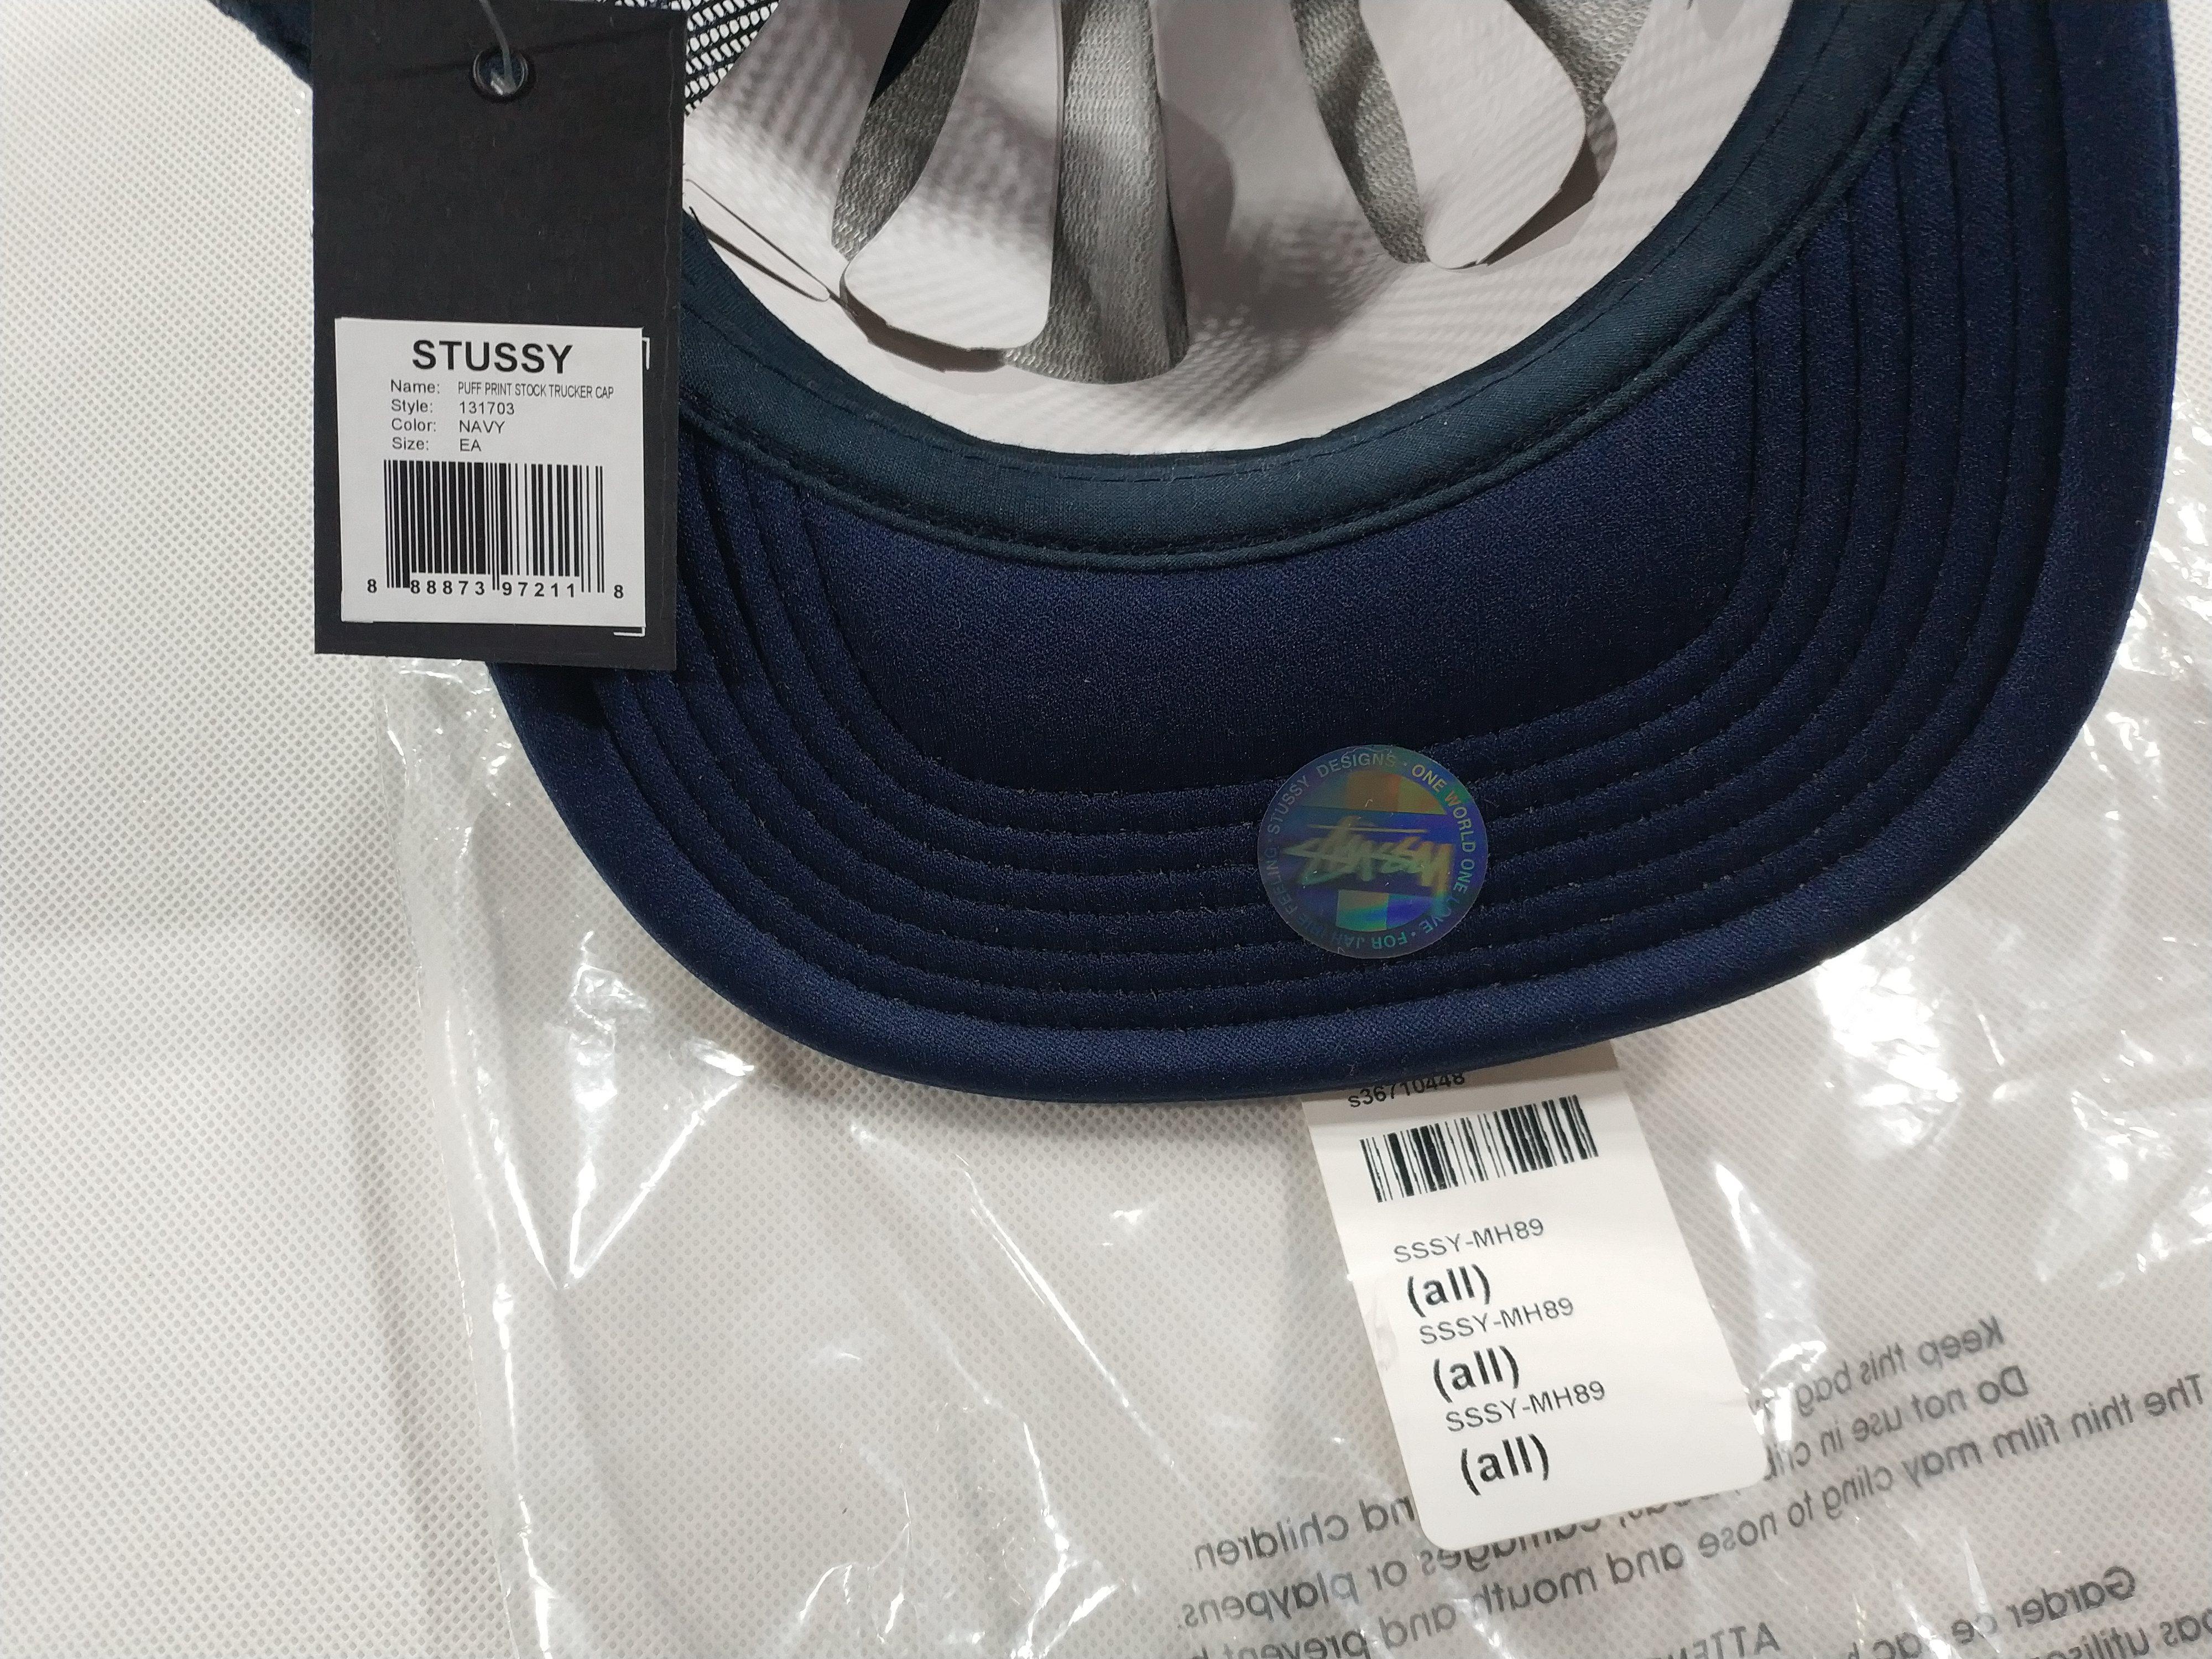 STUSSY
Name: PUFF PRINT STOCK TRUCKER CAP
Style: 131703
Color: NAVY
Size: EA
8 88873 97211 8
STUSSY DESIGNS · ONE WORLD ONE LOVE · FOR JAH FEELING
STUSSY
s36710448
SSSY-MH89
(all)
SSSY-MH89
(all)
SSSY-MH89
(all)
Keep this bag
Do not use in
The thin film may cling to nose and mouth and prevent
and children
carriages or playpens.
Garder ce sac